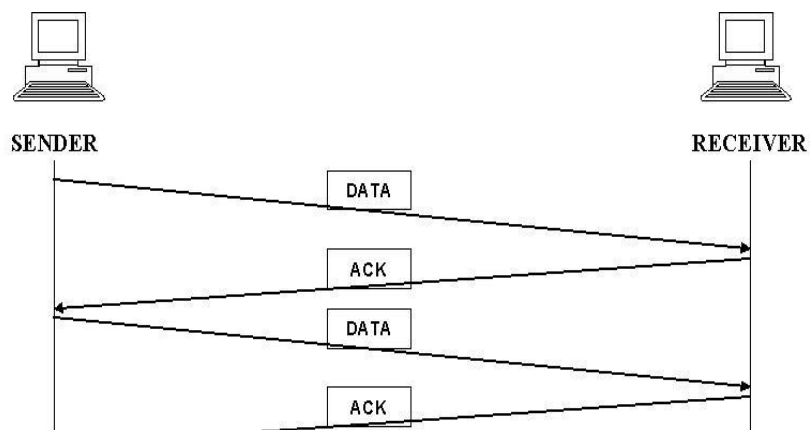 SENDER
RECEIVER
DATA
ACK
DATA
ACK